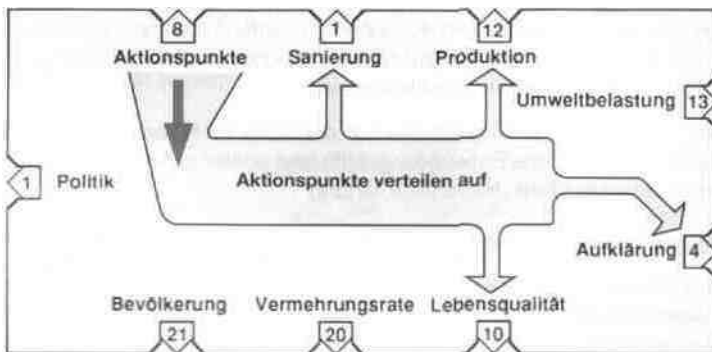 8 1 12
Aktionspunkte Sanierung Produktion
Umweltbelastung 13
1 Politik Aktionspunkte verteilen auf
Aufklärung 4
Bevölkerung Vermehrungsrate Lebensqualität
21 20 10